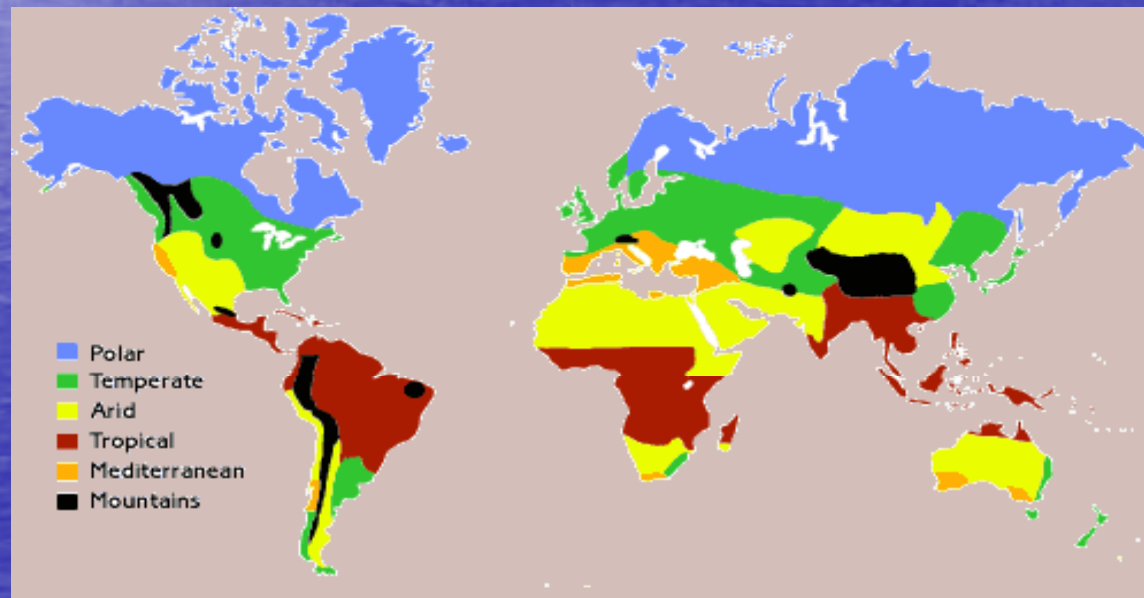 Polar
Temperate
Arid
Tropical
Mediterranean
Mountains